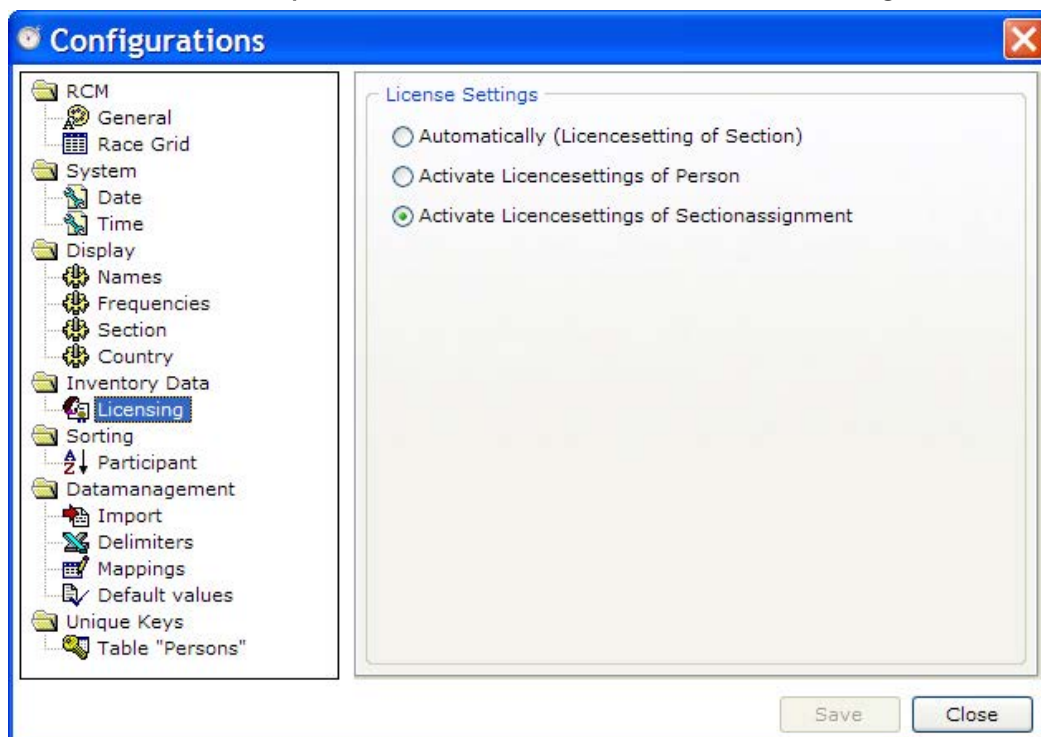 Configurations
RCM
General
Race Grid
System
Date
Time
Display
Names
Frequencies
Section
Country
Inventory Data
Licensing
Sorting
Participant
Datamanagement
Import
Delimiters
Mappings
Default values
Unique Keys
Table "Persons"
License Settings
Automatically (Licencesetting of Section)
Activate Licencesettings of Person
Activate Licencesettings of Sectionassignment
Save
Close